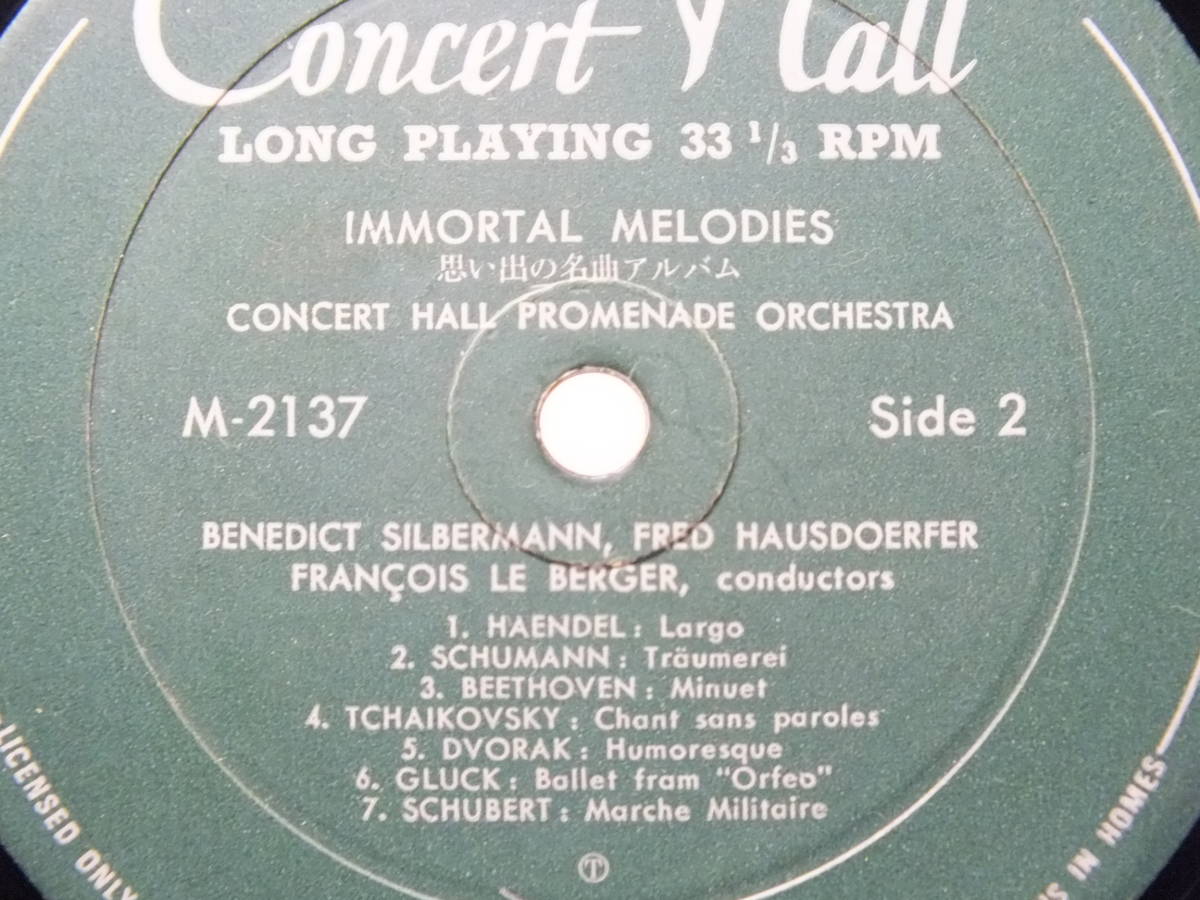 Concert Hall
LONG PLAYING 33 1/3 RPM
IMMORTAL MELODIES
思い出の名曲アルバム
CONCERT HALL PROMENADE ORCHESTRA
M-2137
Side 2
BENEDICT SILBERMANN, FRED HAUSDOERFER
FRANÇOIS LE BERGER, conductors
1. HAENDEL : Largo
2. SCHUMANN : Träumerei
3. BEETHOVEN : Minuet
4. TCHAIKOVSKY : Chant sans paroles
5. DVORAK : Humoresque
6. GLUCK : Ballet fram "Orfeo"
7. SCHUBERT : Marche Militaire
T
LICENSED ONLY
IN HOMES